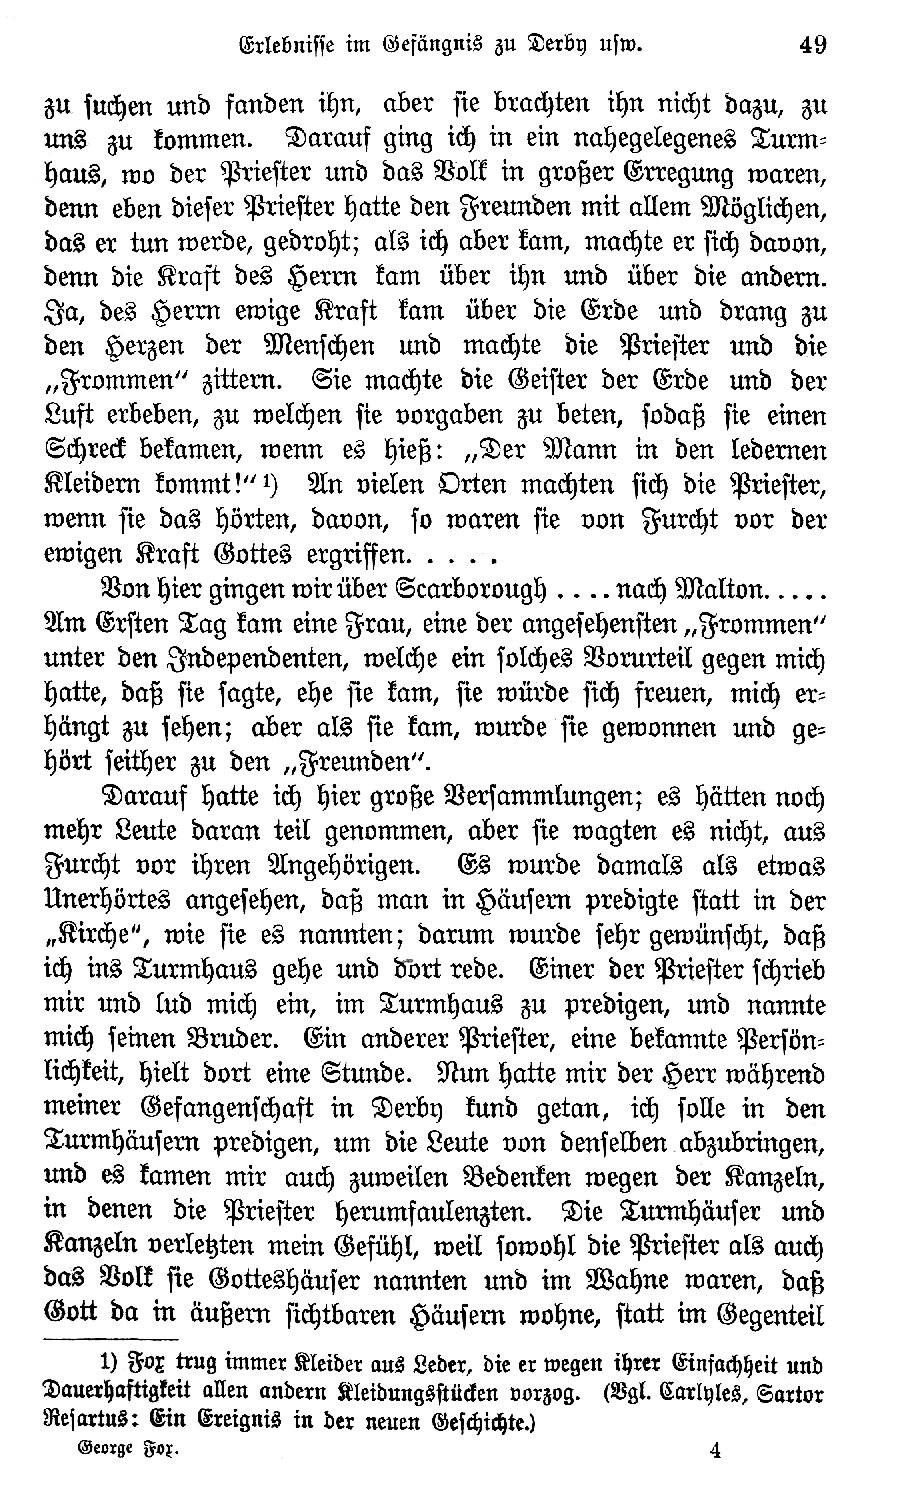 Erlebnisse im Gefängnis zu Derby usw. 49
zu suchen und fanden ihn, aber sie brachten ihn nicht dazu, zu
uns zu kommen. Darauf ging ich in ein nahegelegenes Turm-
haus, wo der Priester und das Volk in großer Erregung waren,
denn eben dieser Priester hatte den Freunden mit allem Möglichen,
das er tun werde, gedroht; als ich aber kam, machte er sich davon,
denn die Kraft des Herrn kam über ihn und über die andern.
Ja, des Herrn ewige Kraft kam über die Erde und drang zu
den Herzen der Menschen und machte die Priester und die
„Frommen“ zittern. Sie machte die Geister der Erde und der
Luft erbeben, zu welchen sie vorgaben zu beten, sodaß sie einen
Schreck bekamen, wenn es hieß: „Der Mann in den ledernen
Kleidern kommt!“ ¹) An vielen Orten machten sich die Priester,
wenn sie das hörten, davon, so waren sie von Furcht vor der
ewigen Kraft Gottes ergriffen. . . . .
Von hier gingen wir über Scarborough . . . . nach Malton. . . . .
Am Ersten Tag kam eine Frau, eine der angesehensten „Frommen“
unter den Independenten, welche ein solches Vorurteil gegen mich
hatte, daß sie sagte, ehe sie kam, sie würde sich freuen, mich er-
hängt zu sehen; aber als sie kam, wurde sie gewonnen und ge-
hört seither zu den „Freunden“.
Darauf hatte ich hier große Versammlungen; es hätten noch
mehr Leute daran teil genommen, aber sie wagten es nicht, aus
Furcht vor ihren Angehörigen. Es wurde damals als etwas
Unerhörtes angesehen, daß man in Häusern predigte statt in der
„Kirche“, wie sie es nannten; darum wurde sehr gewünscht, daß
ich ins Turmhaus gehe und dort rede. Einer der Priester schrieb
mir und lud mich ein, im Turmhaus zu predigen, und nannte
mich seinen Bruder. Ein anderer Priester, eine bekannte Persön-
lichkeit, hielt dort eine Stunde. Nun hatte mir der Herr während
meiner Gefangenschaft in Derby kund getan, ich solle in den
Turmhäusern predigen, um die Leute von denselben abzubringen,
und es kamen mir auch zuweilen Bedenken wegen der Kanzeln,
in denen die Priester herumfaulenzten. Die Turmhäuser und
Kanzeln verletzten mein Gefühl, weil sowohl die Priester als auch
das Volk sie Gotteshäuser nannten und im Wahne waren, daß
Gott da in äußern sichtbaren Häusern wohne, statt im Gegenteil
1) Fox trug immer Kleider aus Leder, die er wegen ihrer Einfachheit und
Dauerhaftigkeit allen andern Kleidungsstücken vorzog. (Vgl. Carlyles, Sartor
Resartus: Ein Ereignis in der neuen Geschichte.)
George Fox. 4